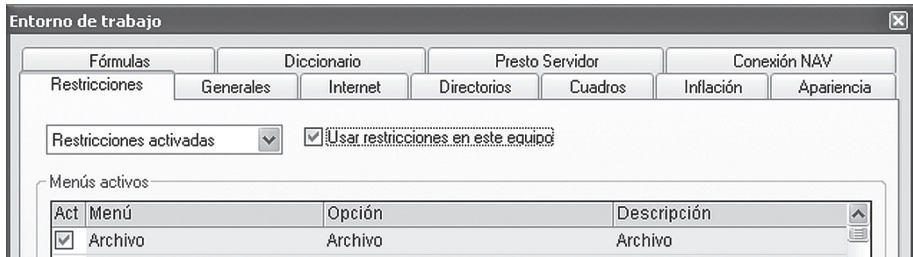 Entorno de trabajo
Fórmulas Diccionario Presto Servidor Conexión NAV
Restricciones Generales Internet Directorios Cuadros Inflación Apariencia
Restricciones activadas Usar restricciones en este equipo
Menús activos
Act Menú Opción Descripción
Archivo Archivo Archivo